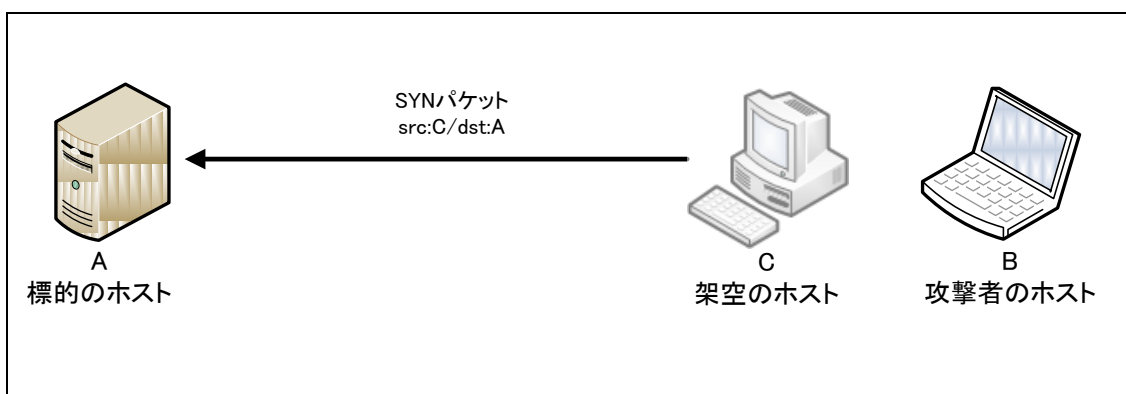 SYNパケット
src:C/dst:A
A
標的のホスト
C
架空のホスト
B
攻撃者のホスト